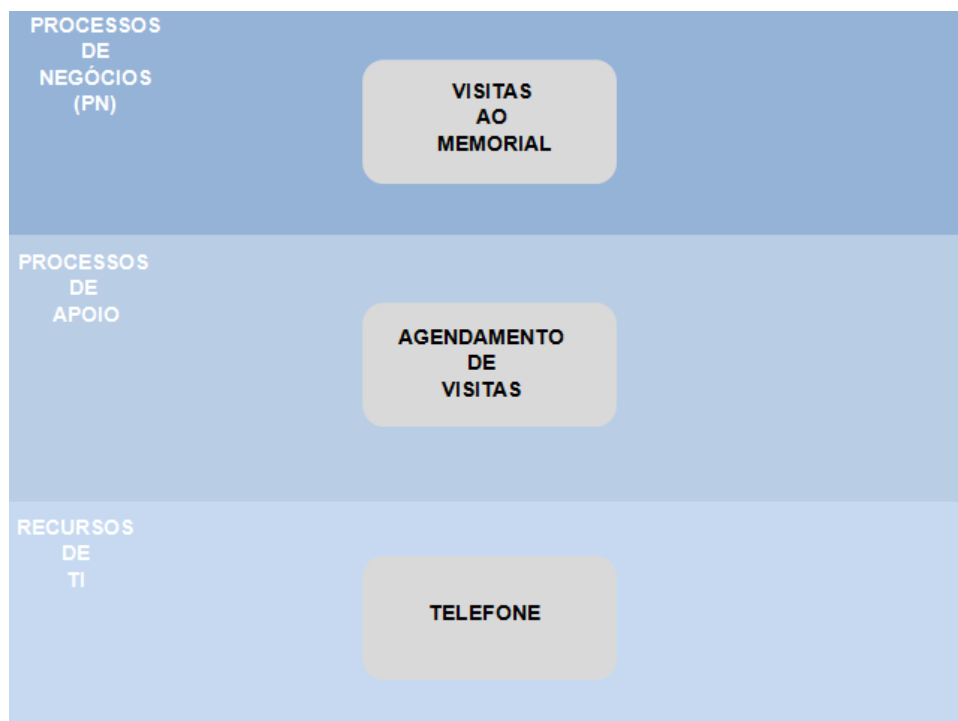 PROCESSOS
DE
NEGÓCIOS
(PN)
VISITAS
AO
MEMORIAL
PROCESSOS
DE
APOIO
AGENDAMENTO
DE
VISITAS
RECURSOS
DE
TI
TELEFONE